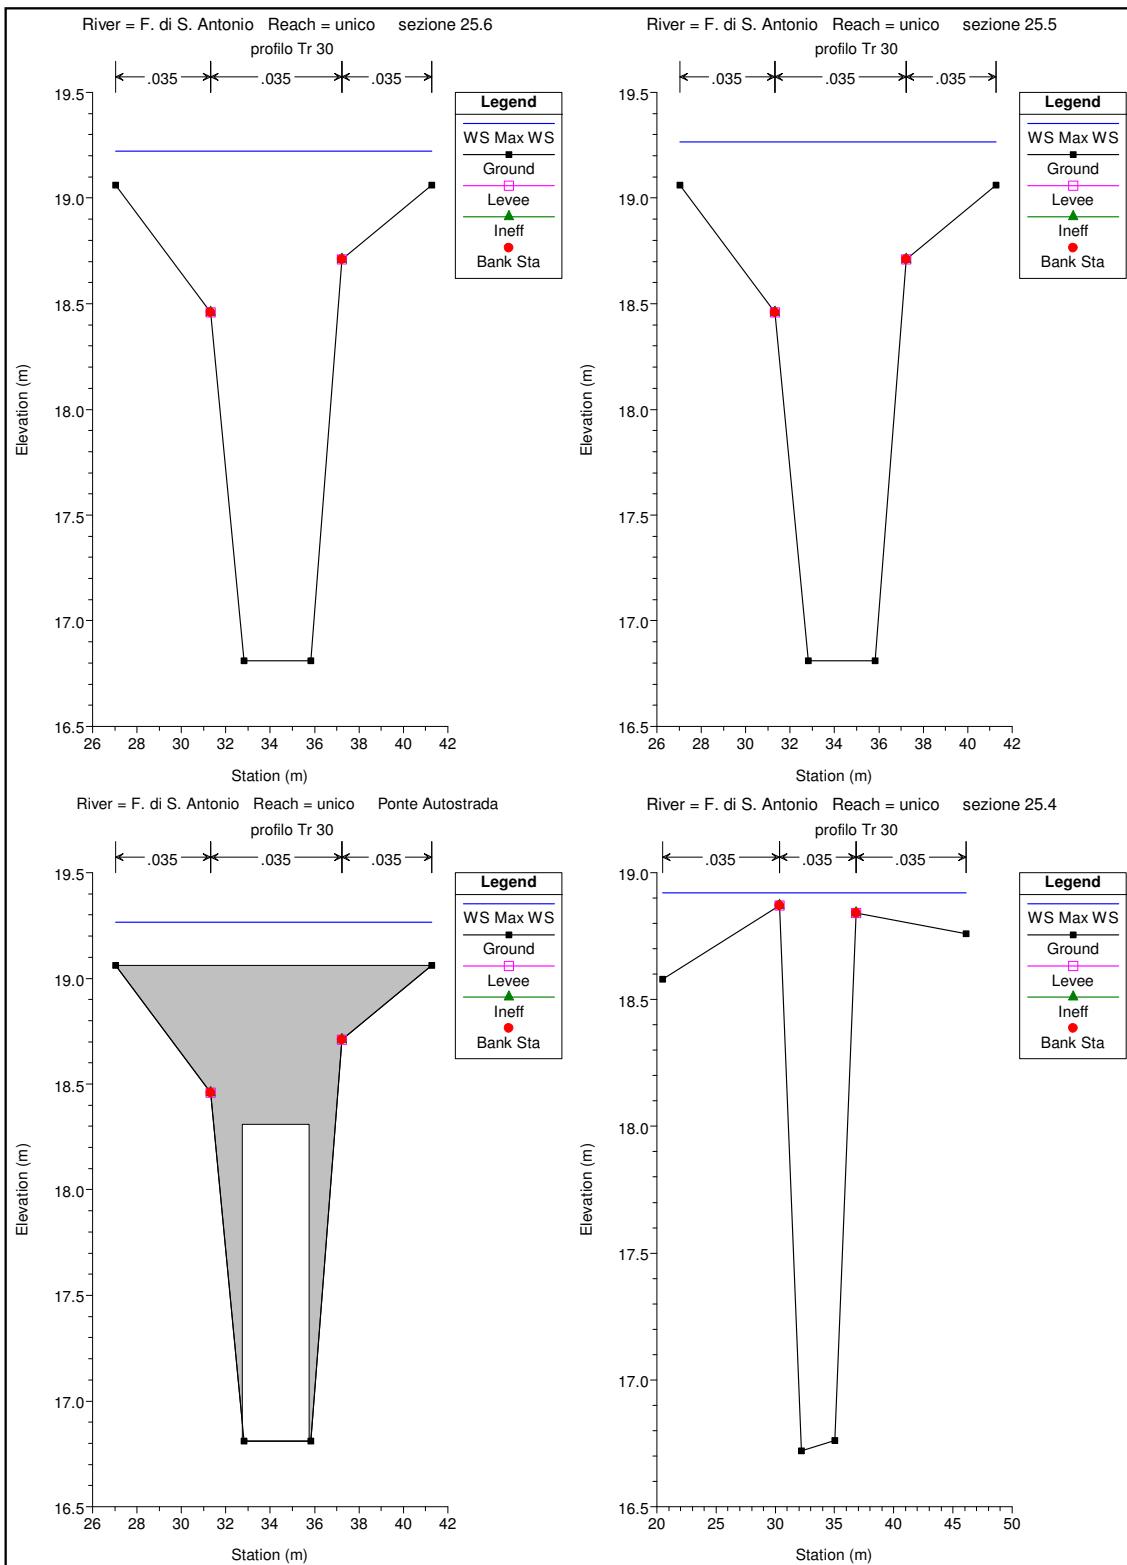 River = F. di S. Antonio Reach = unico sezione 25.6
profilo Tr 30
.035 .035 .035
Legend
WS Max WS
Ground
Levee
Ineff
Bank Sta
19.5
19.0
18.5
18.0
17.5
17.0
16.5
Elevation (m)
26 28 30 32 34 36 38 40 42
Station (m)
River = F. di S. Antonio Reach = unico sezione 25.5
profilo Tr 30
.035 .035 .035
Legend
WS Max WS
Ground
Levee
Ineff
Bank Sta
19.5
19.0
18.5
18.0
17.5
17.0
16.5
Elevation (m)
26 28 30 32 34 36 38 40 42
Station (m)
River = F. di S. Antonio Reach = unico Ponte Autostrada
profilo Tr 30
.035 .035 .035
Legend
WS Max WS
Ground
Levee
Ineff
Bank Sta
19.5
19.0
18.5
18.0
17.5
17.0
16.5
Elevation (m)
26 28 30 32 34 36 38 40 42
Station (m)
River = F. di S. Antonio Reach = unico sezione 25.4
profilo Tr 30
.035 .035 .035
Legend
WS Max WS
Ground
Levee
Ineff
Bank Sta
19.0
18.5
18.0
17.5
17.0
16.5
Elevation (m)
20 25 30 35 40 45 50
Station (m)